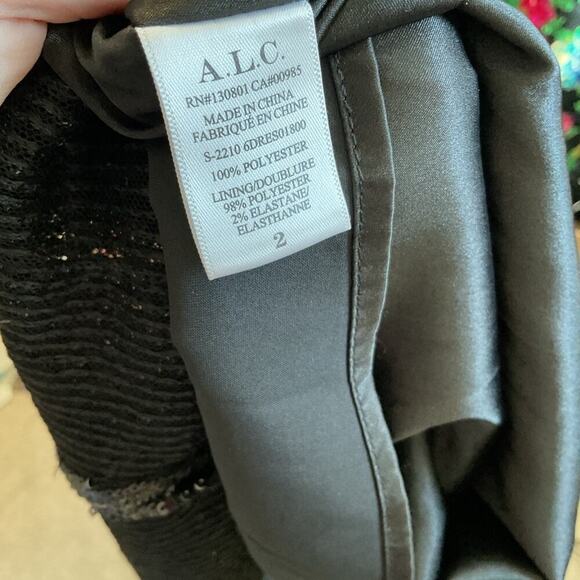 A.L.C.
RN#130801 CA#00985
MADE IN CHINA
FABRIQUÉ EN CHINE
S-2210 6DRES01800
100% POLYESTER
LINING/DOUBLURE
98% POLYESTER
2% ELASTANE/
ELASTHANNE
2